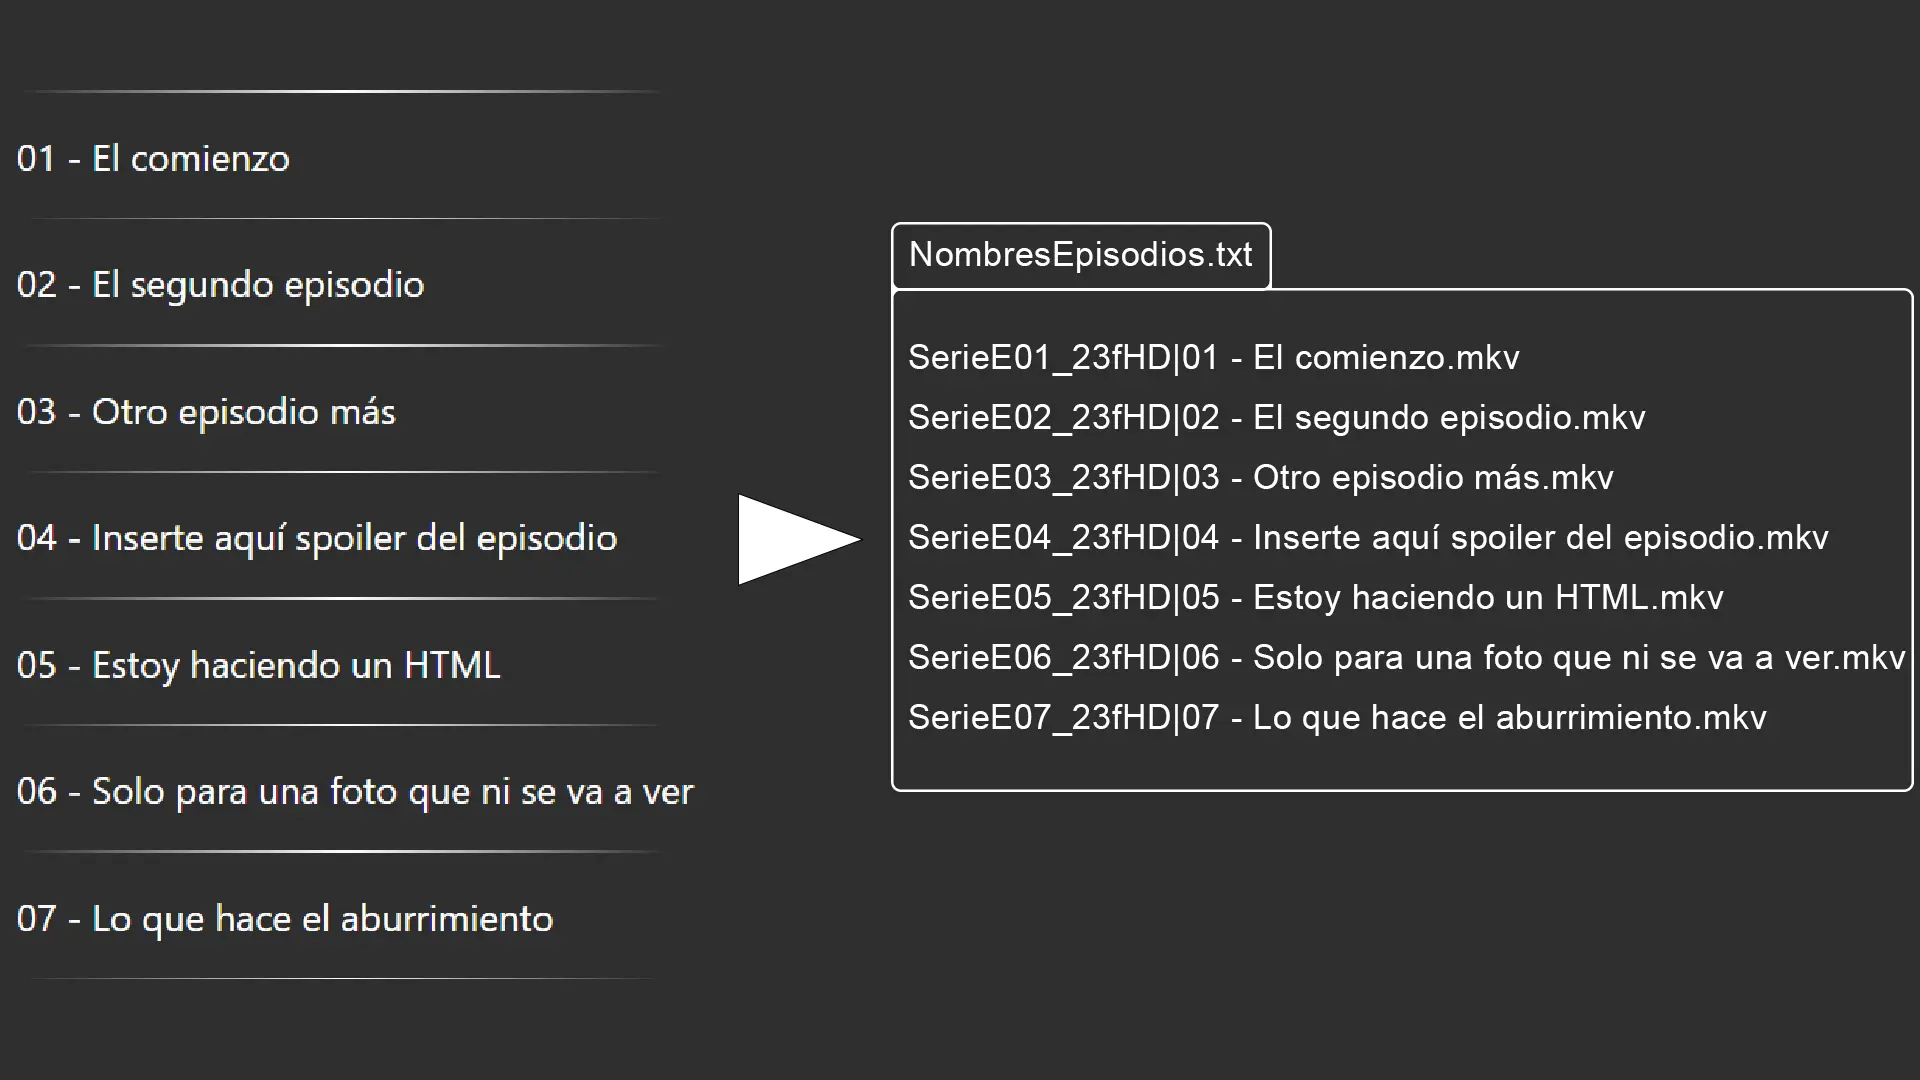 01 - El comienzo
02 - El segundo episodio
03 - Otro episodio más
04 - Inserte aquí spoiler del episodio
05 - Estoy haciendo un HTML
06 - Solo para una foto que ni se va a ver
07 - Lo que hace el aburrimiento
NombresEpisodios.txt
SerieE01_23fHD|01 - El comienzo.mkv
SerieE02_23fHD|02 - El segundo episodio.mkv
SerieE03_23fHD|03 - Otro episodio más.mkv
SerieE04_23fHD|04 - Inserte aquí spoiler del episodio.mkv
SerieE05_23fHD|05 - Estoy haciendo un HTML.mkv
SerieE06_23fHD|06 - Solo para una foto que ni se va a ver.mkv
SerieE07_23fHD|07 - Lo que hace el aburrimiento.mkv